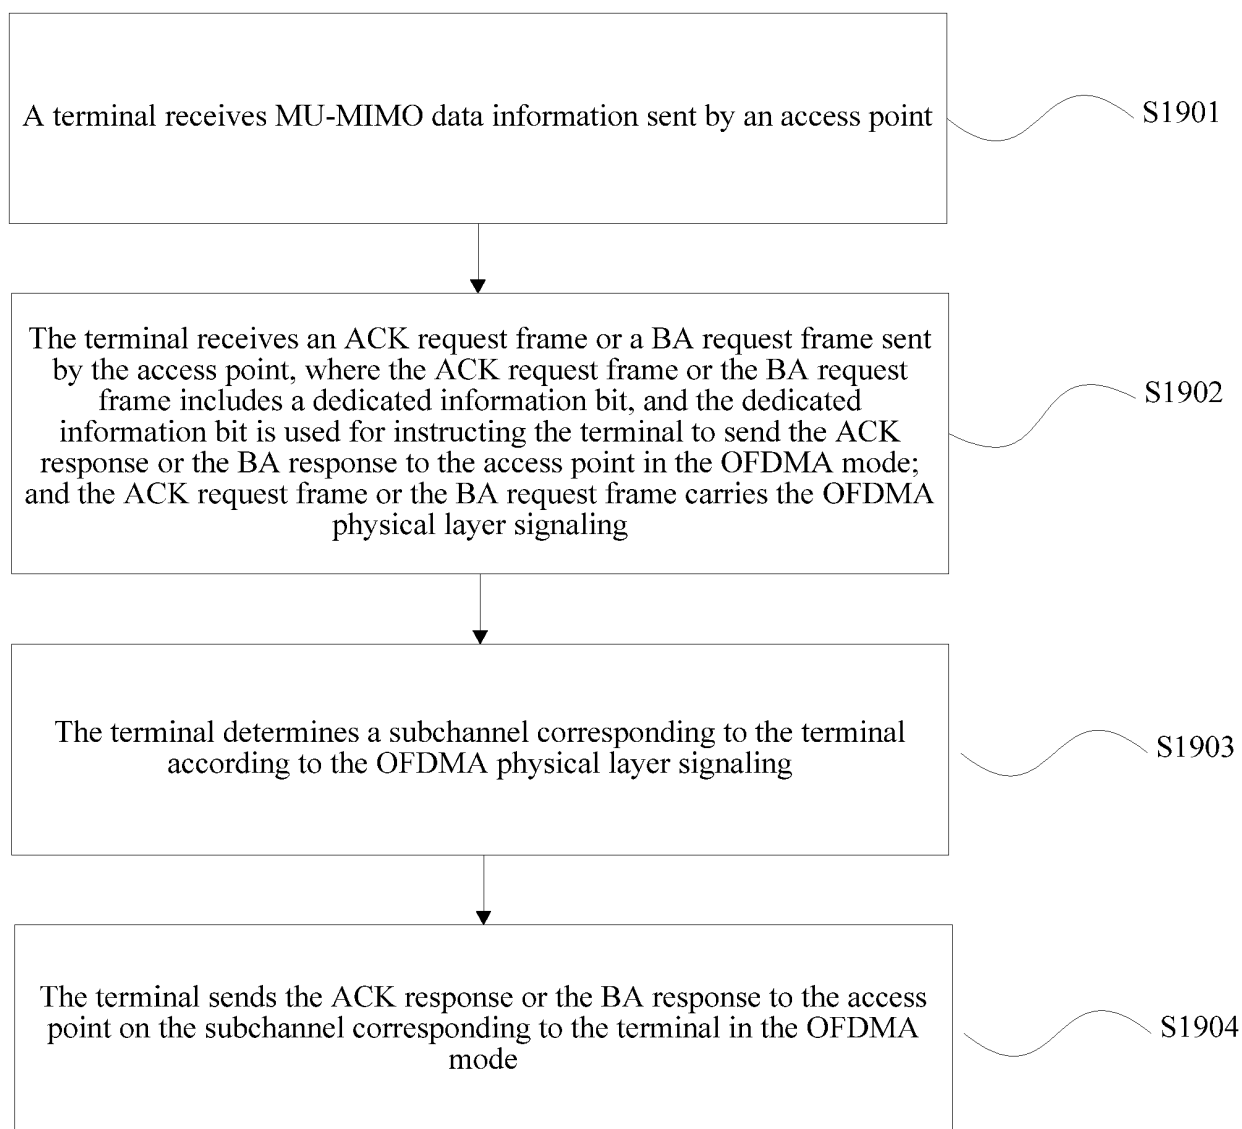 A terminal receives MU-MIMO data information sent by an access point
S1901
The terminal receives an ACK request frame or a BA request frame sent
by the access point, where the ACK request frame or the BA request
frame includes a dedicated information bit, and the dedicated
information bit is used for instructing the terminal to send the ACK
response or the BA response to the access point in the OFDMA mode;
and the ACK request frame or the BA request frame carries the OFDMA
physical layer signaling
S1902
The terminal determines a subchannel corresponding to the terminal
according to the OFDMA physical layer signaling
S1903
The terminal sends the ACK response or the BA response to the access
point on the subchannel corresponding to the terminal in the OFDMA
mode
S1904